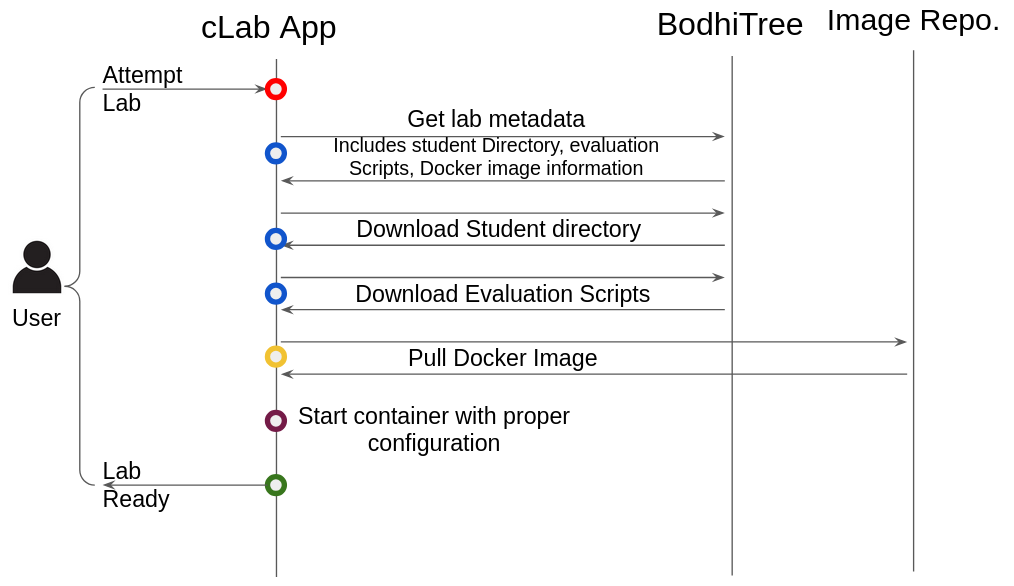 cLab App
BodhiTree
Image Repo.
Attempt
Lab
Get lab metadata
Includes student Directory, evaluation
Scripts, Docker image information
Download Student directory
Download Evaluation Scripts
User
Pull Docker Image
Start container with proper
configuration
Lab
Ready